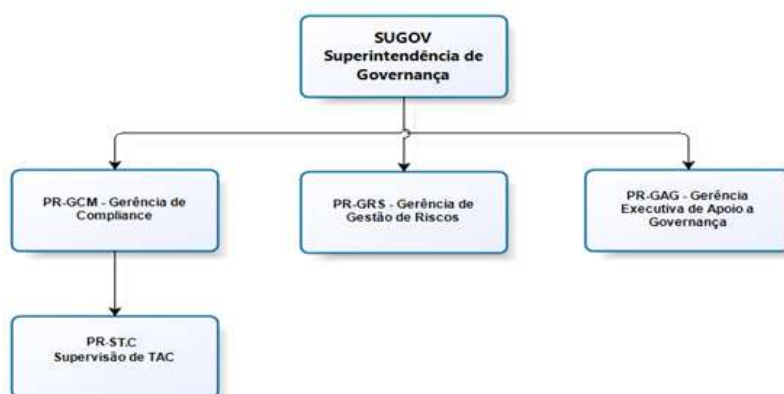 SUGOV
Superintendência de
Governança
PR-GCM - Gerência de
Compliance
PR-GRS - Gerência de
Gestão de Riscos
PR-GAG - Gerência
Executiva de Apoio a
Governança
PR-ST.C
Supervisão de TAC